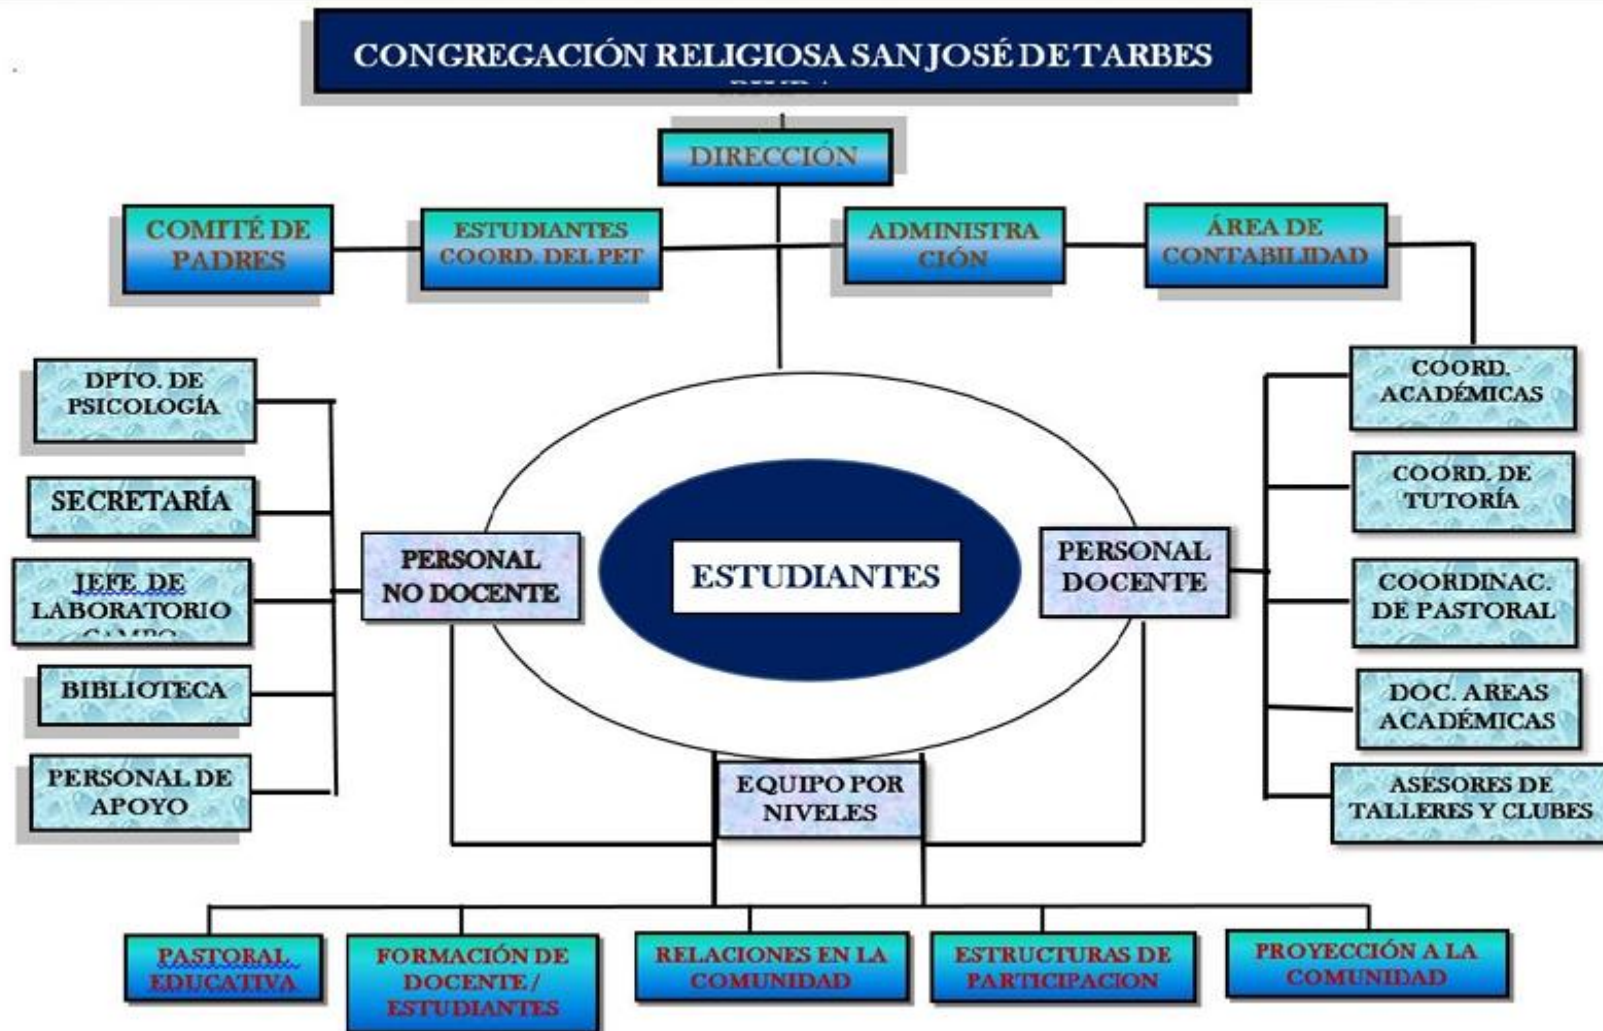 CONGREGACIÓN RELIGIOSA SAN JOSÉ DE TARBES
DIRECCIÓN
COMITÉ DE
PADRES
ESTUDIANTES
COORD. DEL PET
ADMINISTRA
CIÓN
ÁREA DE
CONTABILIDAD
DPTO. DE
PSICOLOGÍA
SECRETARÍA
JEFE DE
LABORATORIO
BIBLIOTECA
PERSONAL DE
APOYO
PERSONAL
NO DOCENTE
ESTUDIANTES
PERSONAL
DOCENTE
EQUIPO POR
NIVELES
COORD.
ACADÉMICAS
COORD. DE
TUTORÍA
COORDINAC.
DE PASTORAL
DOC. AREAS
ACADÉMICAS
ASESORES DE
TALLERES Y CLUBES
PASTORAL
EDUCATIVA
FORMACIÓN DE
DOCENTE /
ESTUDIANTES
RELACIONES EN LA
COMUNIDAD
ESTRUCTURAS DE
PARTICIPACION
PROYECCIÓN A LA
COMUNIDAD